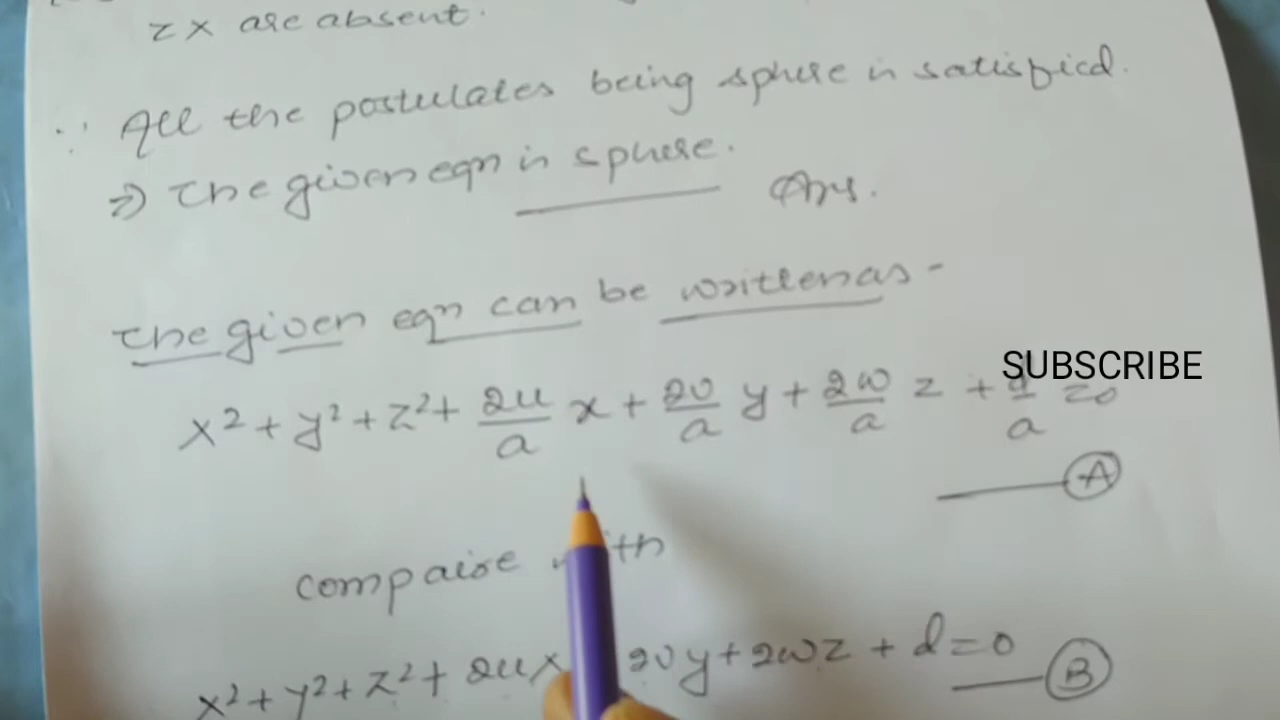 zx are absent.
∵ All the postulates being sphere is satisfied.
⇒ The given eqn is sphere. Ans.
The given eqn can be written as -
SUBSCRIBE
x² + y² + z² + 2u/a x + 2v/a y + 2w/a z + d/a = 0
A
compaire with
x² + y² + z² + 2ux 2vy + 2wz + d = 0
B